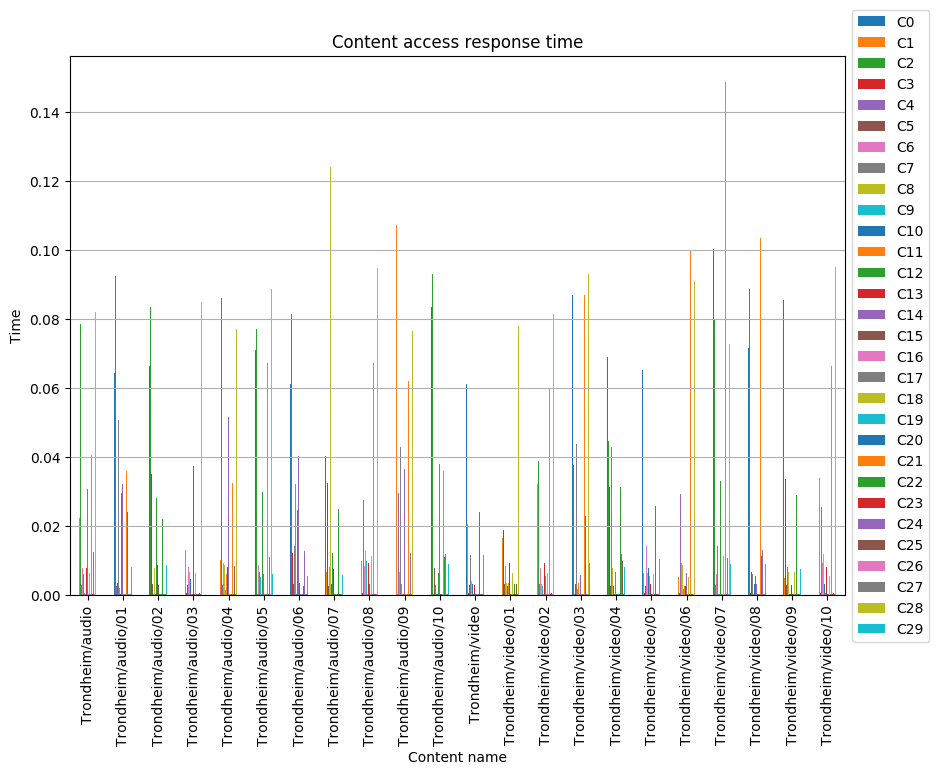 Content access response time
Time
0.14
0.12
0.10
0.08
0.06
0.04
0.02
0.00
Trondheim/audio
Trondheim/audio/01
Trondheim/audio/02
Trondheim/audio/03
Trondheim/audio/04
Trondheim/audio/05
Trondheim/audio/06
Trondheim/audio/07
Trondheim/audio/08
Trondheim/audio/09
Trondheim/audio/10
Trondheim/video
Trondheim/video/01
Trondheim/video/02
Trondheim/video/03
Trondheim/video/04
Trondheim/video/05
Trondheim/video/06
Trondheim/video/07
Trondheim/video/08
Trondheim/video/09
Trondheim/video/10
Content name
C0
C1
C2
C3
C4
C5
C6
C7
C8
C9
C10
C11
C12
C13
C14
C15
C16
C17
C18
C19
C20
C21
C22
C23
C24
C25
C26
C27
C28
C29